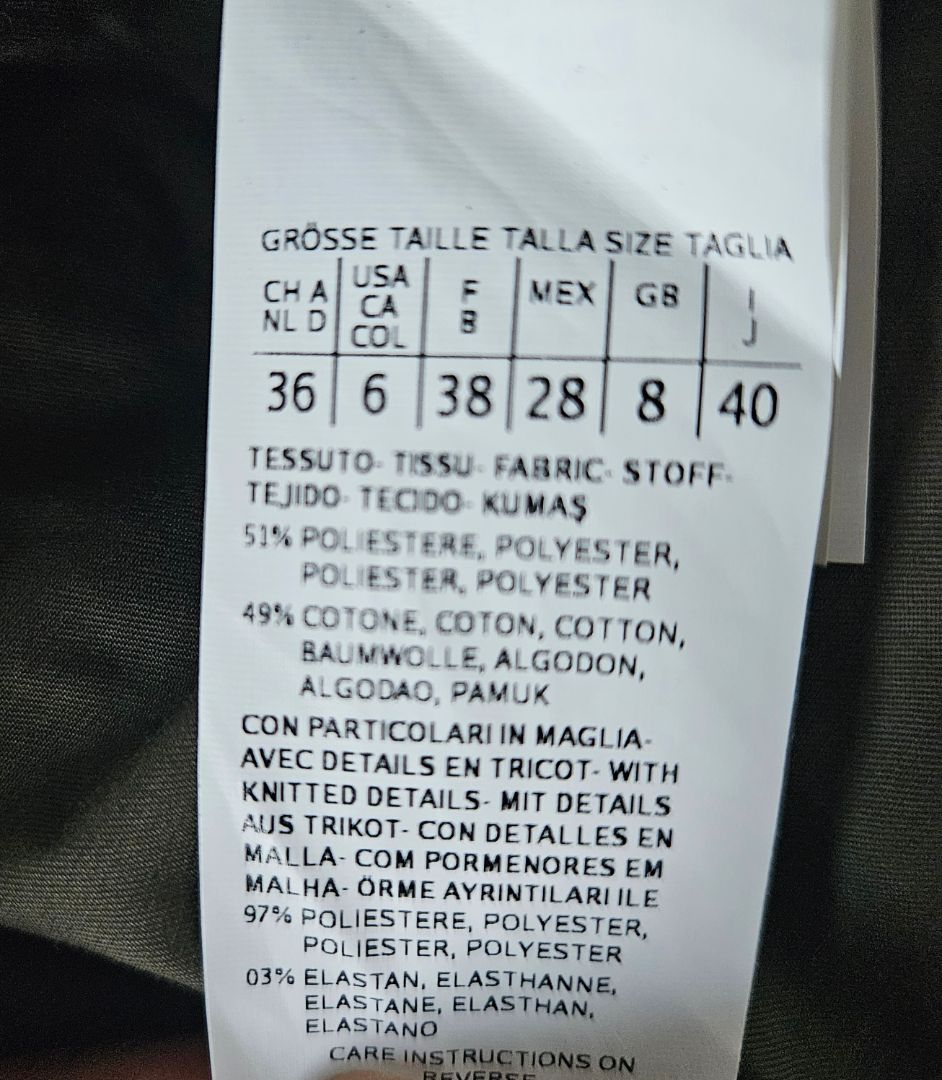 GRÖSSE TAILLE TALLA SIZE TAGLIA
CH A USA F MEX GB I
NL D CA B J
COL
36 6 38 28 8 40
TESSUTO- TISSU- FABRIC- STOFF-
TEJIDO- TECIDO- KUMAŞ
51% POLIESTERE, POLYESTER,
POLIESTER, POLYESTER
49% COTONE, COTON, COTTON,
BAUMWOLLE, ALGODON,
ALGODAO, PAMUK
CON PARTICOLARI IN MAGLIA-
AVEC DETAILS EN TRICOT- WITH
KNITTED DETAILS- MIT DETAILS
AUS TRIKOT- CON DETALLES EN
MALLA- COM PORMENORES EM
MALHA- ÖRME AYRINTILARI ILE
97% POLIESTERE, POLYESTER,
POLIESTER, POLYESTER
03% ELASTAN, ELASTHANNE,
ELASTANE, ELASTHAN,
ELASTANO
CARE INSTRUCTIONS ON
REVERSE